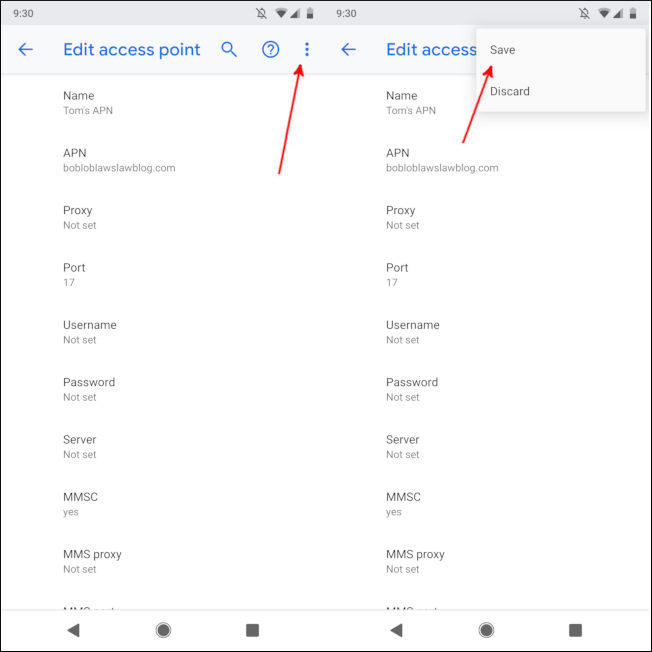 9:30
Edit access point
Name
Tom's APN
APN
bobloblawslawblog.com
Proxy
Not set
Port
17
Username
Not set
Password
Not set
Server
Not set
MMSC
yes
MMS proxy
Not set
9:30
Edit access
Save
Discard
Name
Tom's APN
APN
bobloblawslawblog.com
Proxy
Not set
Port
17
Username
Not set
Password
Not set
Server
Not set
MMSC
yes
MMS proxy
Not set